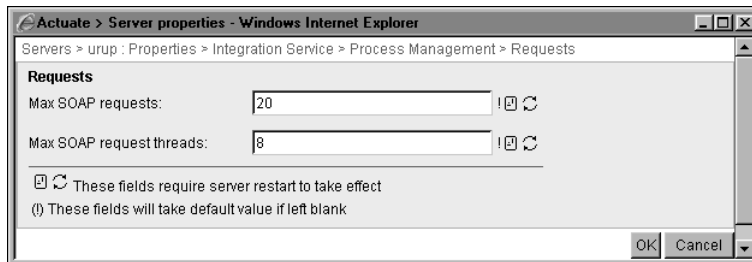 Actuate > Server properties - Windows Internet Explorer
Servers > urup : Properties > Integration Service > Process Management > Requests
Requests
Max SOAP requests: 20 !
Max SOAP request threads: 8 !
These fields require server restart to take effect
(!) These fields will take default value if left blank
OK Cancel